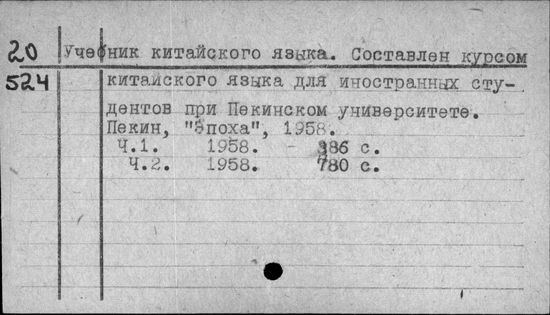 20 Учебник китайского языка. Составлен курсом
524 китайского языка для иностранных сту-
дентов при Пекинском университете.
Пекин, "Эпоха", 1958.
Ч.1. 1958. - 386 с.
Ч.2. 1958. 780 с.